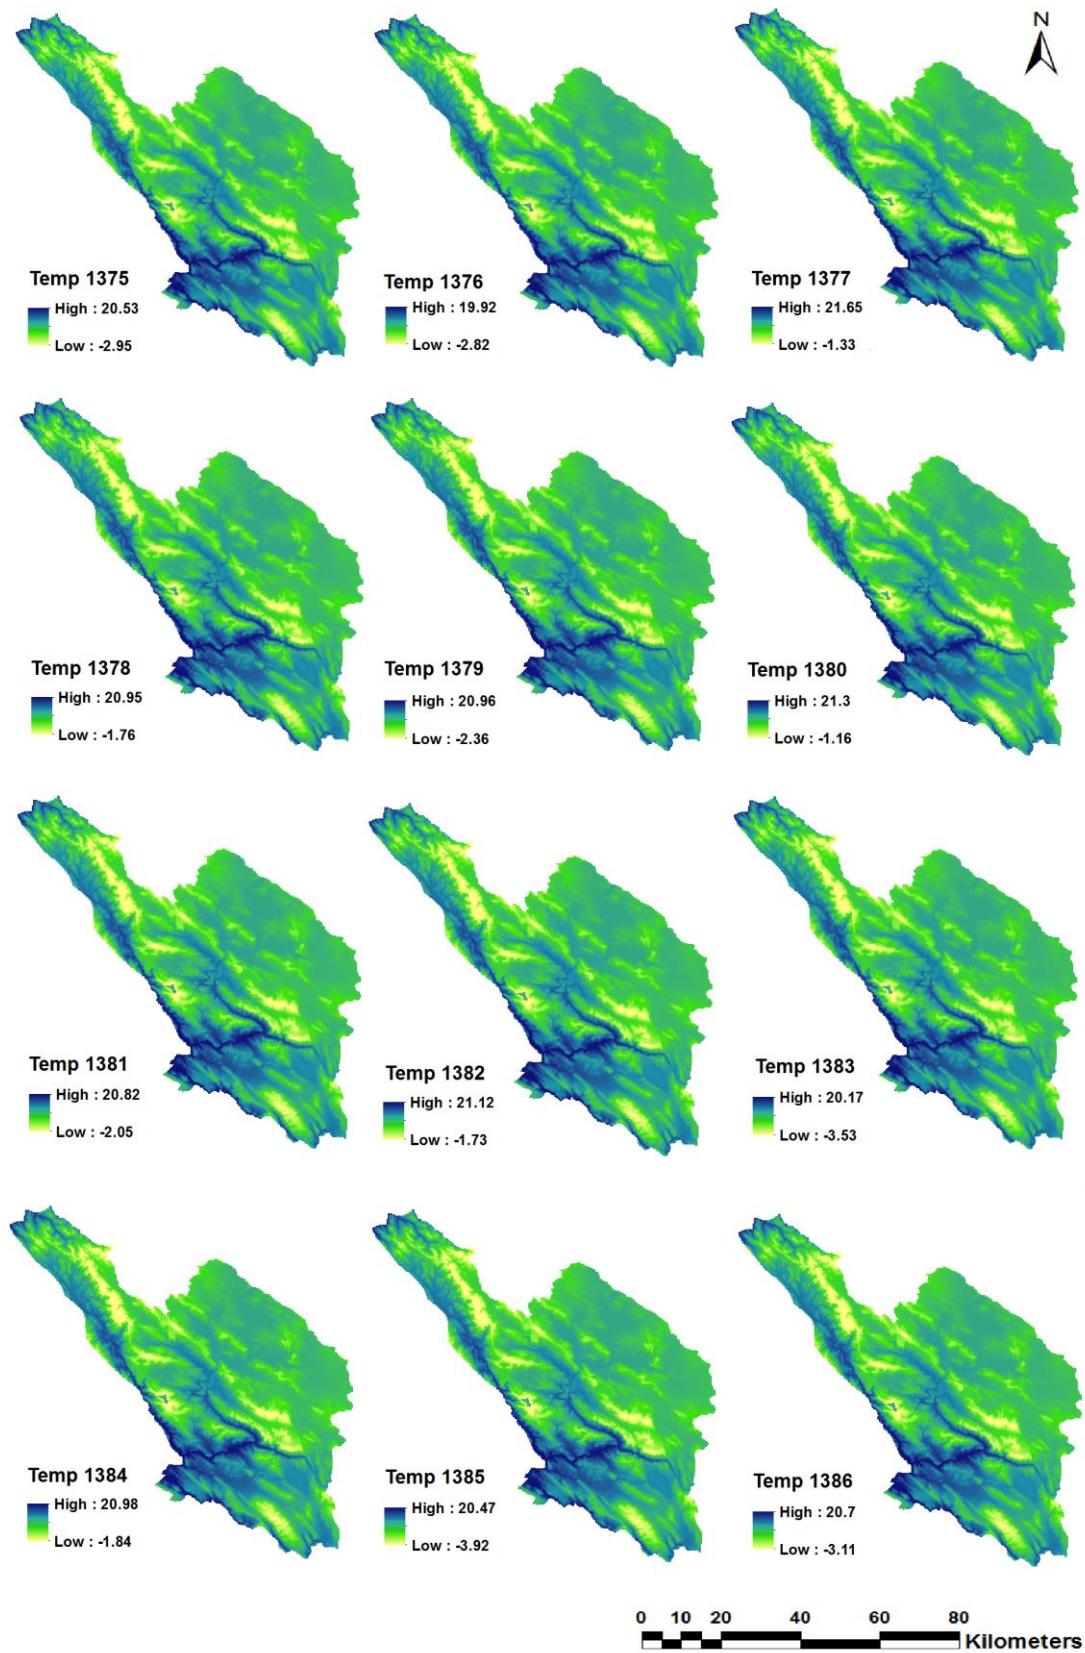 N
Temp 1375
High : 20.53
Low : -2.95
Temp 1376
High : 19.92
Low : -2.82
Temp 1377
High : 21.65
Low : -1.33
Temp 1378
High : 20.95
Low : -1.76
Temp 1379
High : 20.96
Low : -2.36
Temp 1380
High : 21.3
Low : -1.16
Temp 1381
High : 20.82
Low : -2.05
Temp 1382
High : 21.12
Low : -1.73
Temp 1383
High : 20.17
Low : -3.53
Temp 1384
High : 20.98
Low : -1.84
Temp 1385
High : 20.47
Low : -3.92
Temp 1386
High : 20.7
Low : -3.11
0 10 20 40 60 80
Kilometers